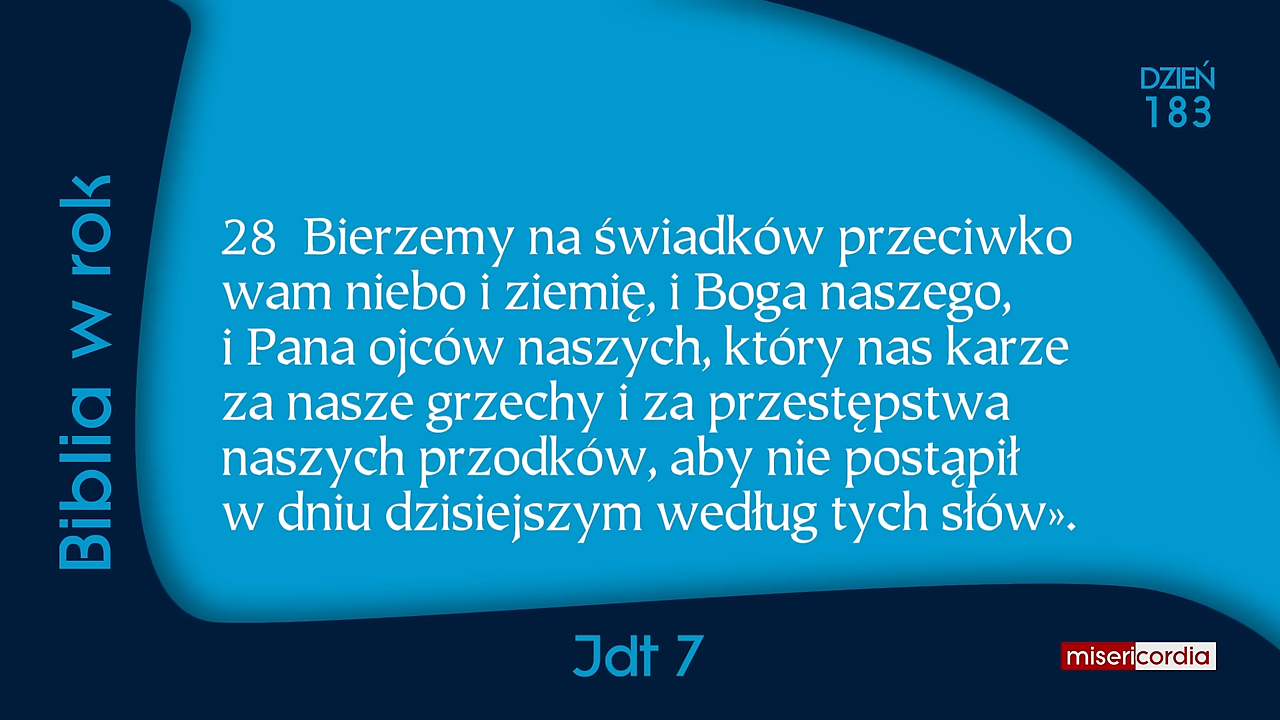 DZIEŃ
183
Biblia w rok
28 Bierzemy na świadków przeciwko
wam niebo i ziemię, i Boga naszego,
i Pana ojców naszych, który nas karze
za nasze grzechy i za przestępstwa
naszych przodków, aby nie postąpił
w dniu dzisiejszym według tych słów».
Jdt 7
misericordia